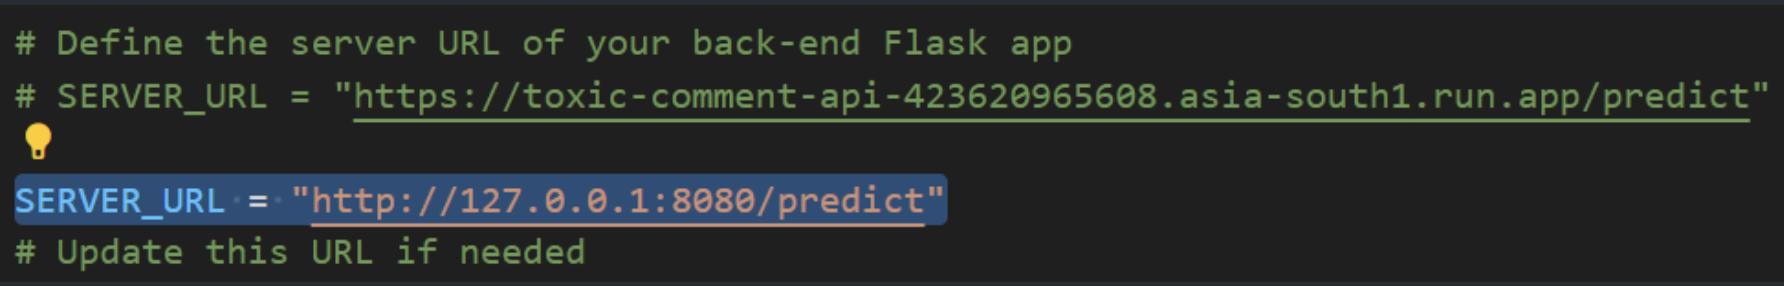 # Define the server URL of your back-end Flask app
# SERVER_URL = "https://toxic-comment-api-423620965608.asia-south1.run.app/predict"
SERVER_URL = "http://127.0.0.1:8080/predict"
# Update this URL if needed